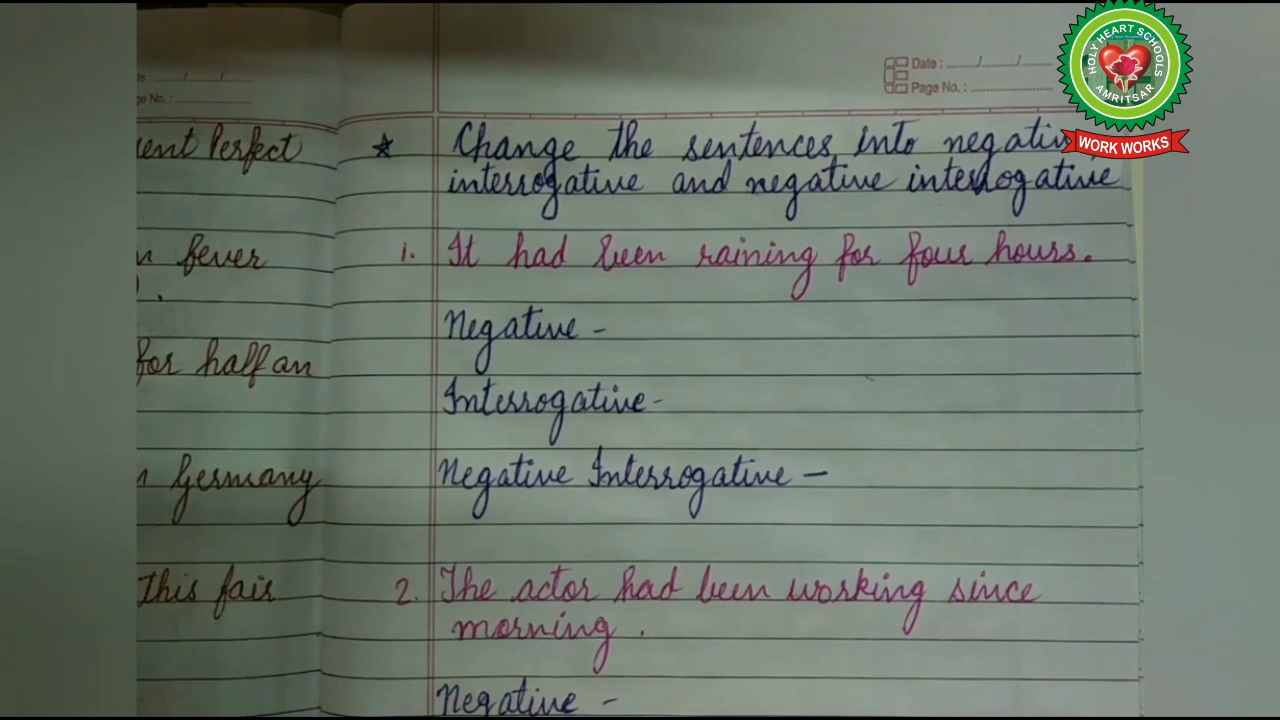 Date : ......../........./.........
Page No. : ........................
HOLY HEART SCHOOLS
AMRITSAR
WORK WORKS
Perfect
fever
for half an
Germany
This fair
★ Change the sentences into
interrogative and negative interrogative
1. It had been raining for four hours.
Negative -
Interrogative-
Negative Interrogative -
2. The actor had been working since
morning.
Negative -